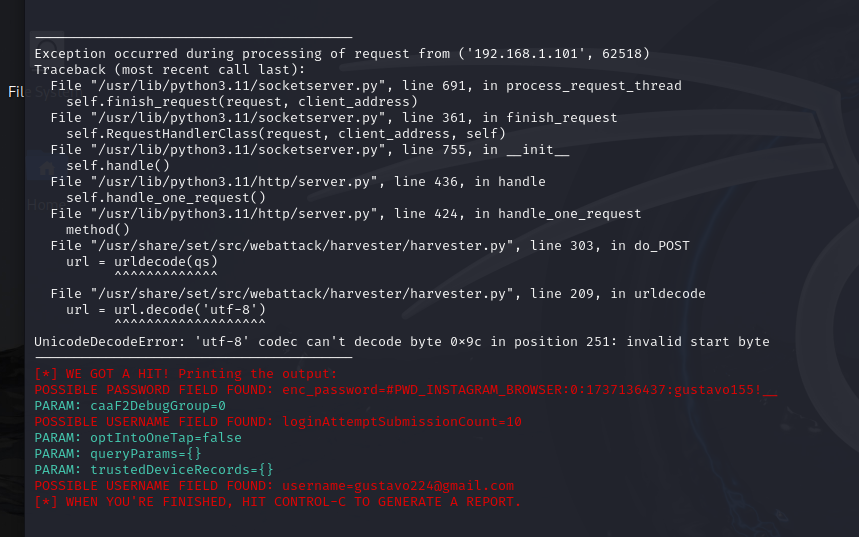 Exception occurred during processing of request from ('192.168.1.101', 62518)
Traceback (most recent call last):
File "/usr/lib/python3.11/socketserver.py", line 691, in process_request_thread
self.finish_request(request, client_address)
File "/usr/lib/python3.11/socketserver.py", line 361, in finish_request
self.RequestHandlerClass(request, client_address, self)
File "/usr/lib/python3.11/socketserver.py", line 755, in __init__
self.handle()
File "/usr/lib/python3.11/http/server.py", line 436, in handle
self.handle_one_request()
File "/usr/lib/python3.11/http/server.py", line 424, in handle_one_request
method()
File "/usr/share/set/src/webattack/harvester/harvester.py", line 303, in do_POST
url = urldecode(qs)
^^^^^^^^^^^^^
File "/usr/share/set/src/webattack/harvester/harvester.py", line 209, in urldecode
url = url.decode('utf-8')
^^^^^^^^^^^^^^^^^^^
UnicodeDecodeError: 'utf-8' codec can't decode byte 0×9c in position 251: invalid start byte
[*] WE GOT A HIT! Printing the output:
POSSIBLE PASSWORD FIELD FOUND: enc_password=#PWD_INSTAGRAM_BROWSER:0:1737136437:gustavo155!__
PARAM: caaF2DebugGroup=0
POSSIBLE USERNAME FIELD FOUND: loginAttemptSubmissionCount=10
PARAM: optIntoOneTap=false
PARAM: queryParams={}
PARAM: trustedDeviceRecords={}
POSSIBLE USERNAME FIELD FOUND: username=gustavo224@gmail.com
[*] WHEN YOU'RE FINISHED, HIT CONTROL-C TO GENERATE A REPORT.